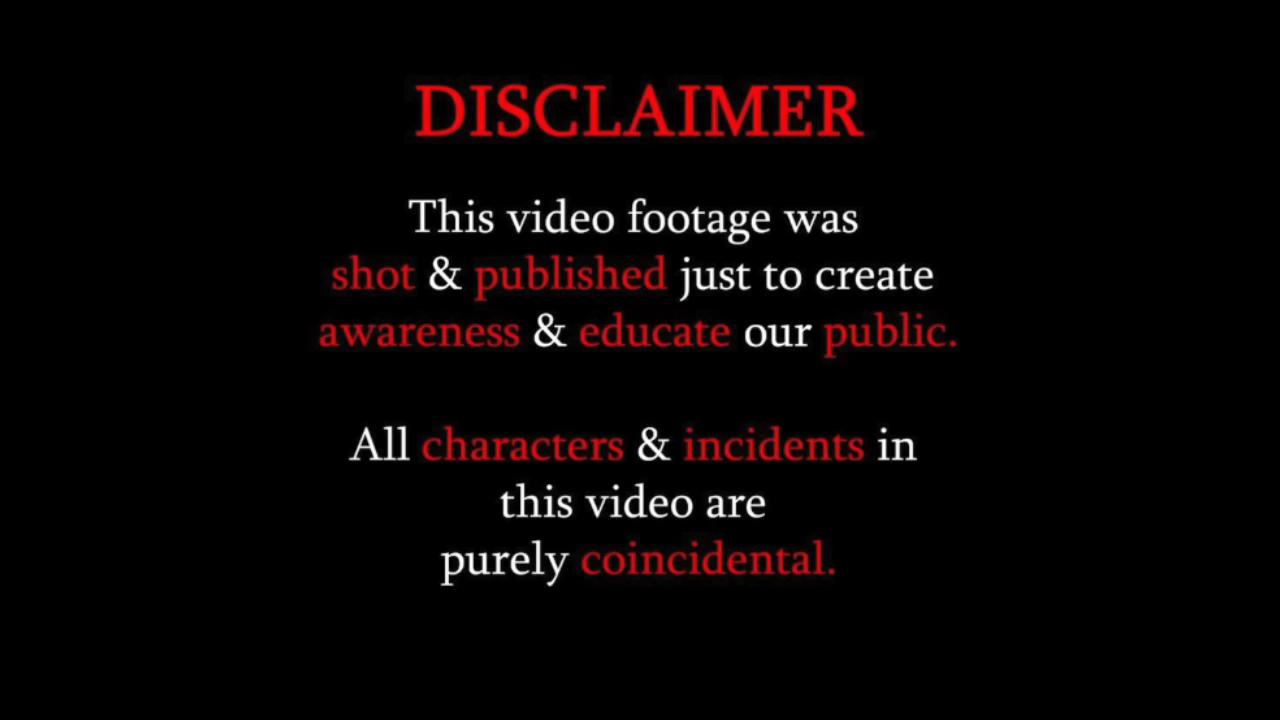 DISCLAIMER
This video footage was
shot & published just to create
awareness & educate our public.
All characters & incidents in
this video are
purely coincidental.